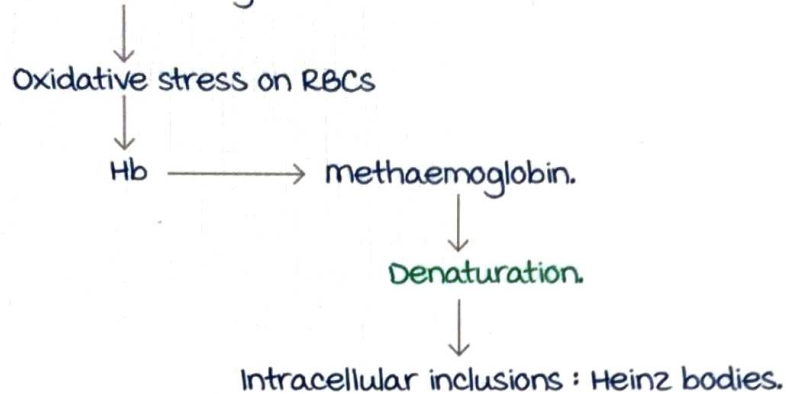 Oxidative stress on RBCs
Hb → methaemoglobin.
Denaturation.
Intracellular inclusions : Heinz bodies.